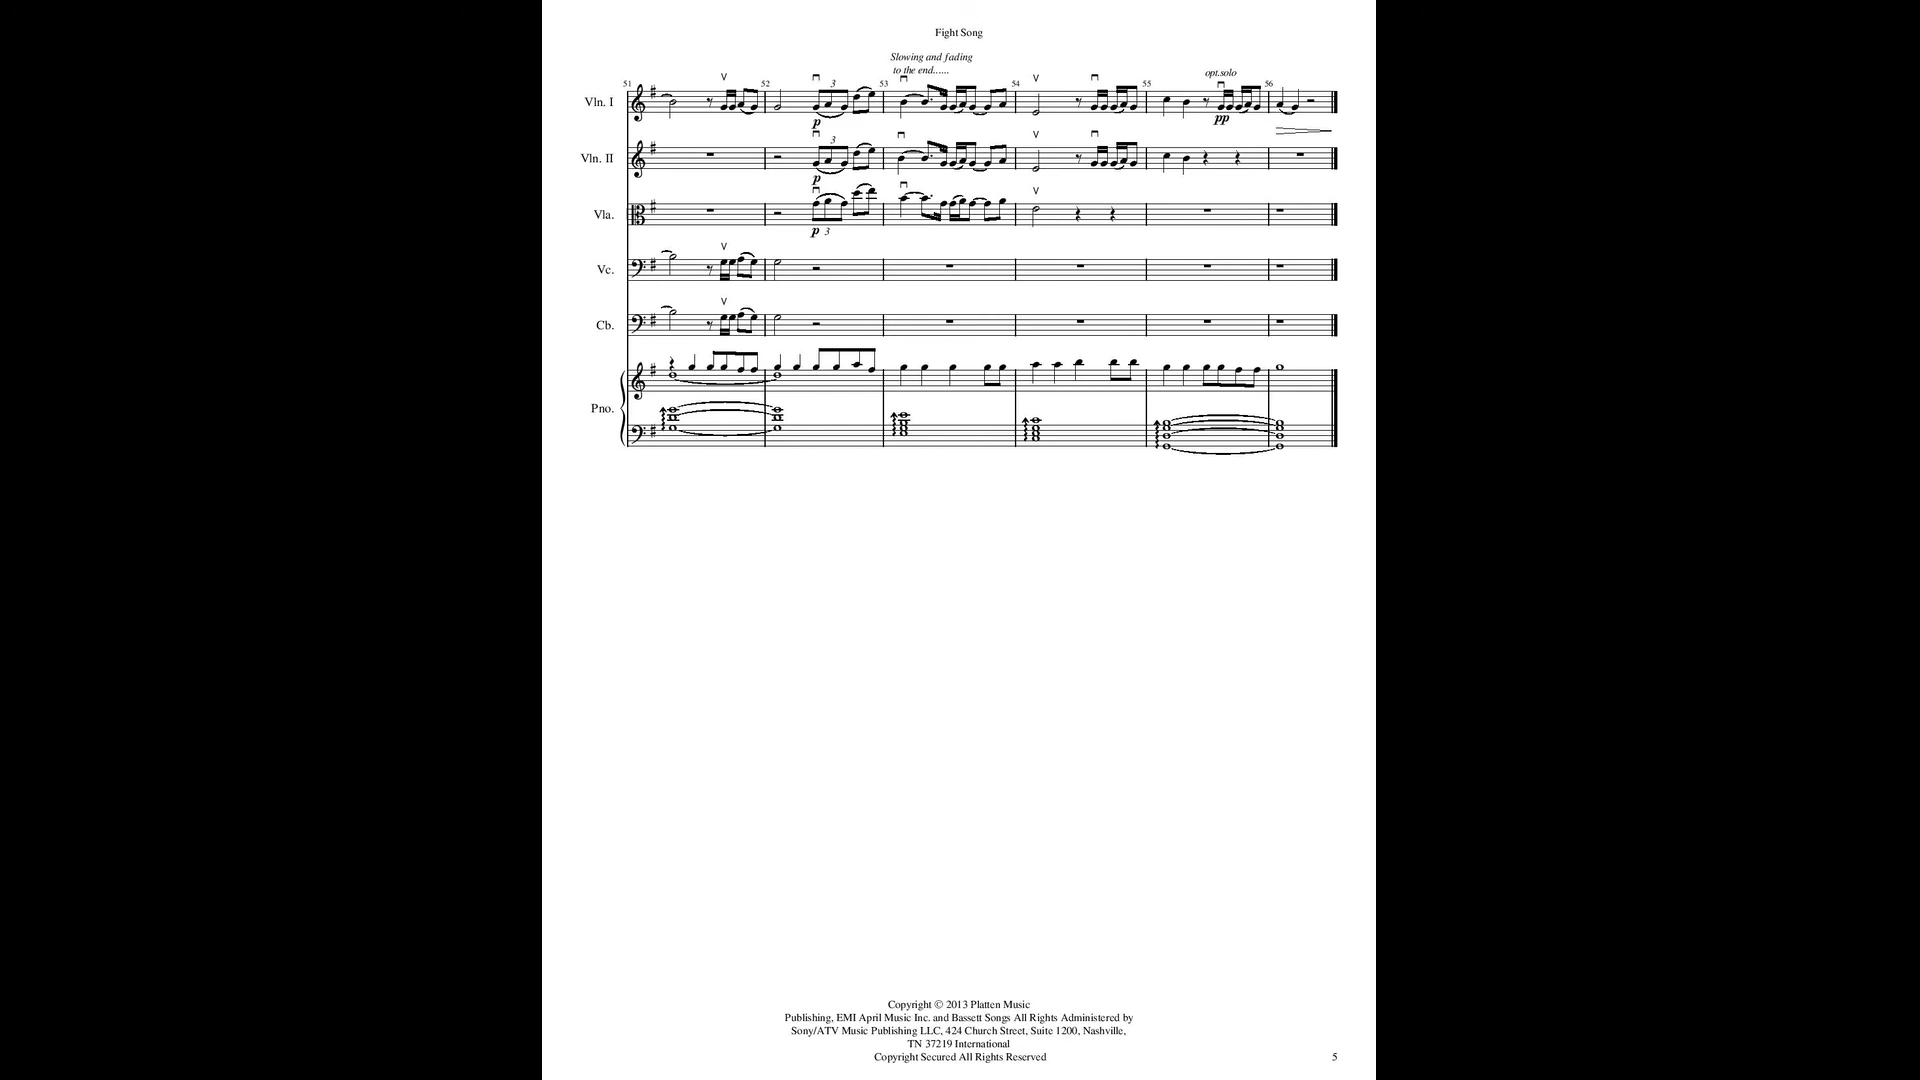 Fight Song
Slowing and fading
to the end......
opt.solo
51 52 53 54 55 56
Vln. I
3
p
pp
Vln. II
3
p
Vla.
p 3
Vc.
Cb.
Pno.
Copyright © 2013 Platten Music
Publishing, EMI April Music Inc. and Bassett Songs All Rights Administered by
Sony/ATV Music Publishing LLC, 424 Church Street, Suite 1200, Nashville,
TN 37219 International
Copyright Secured All Rights Reserved
5